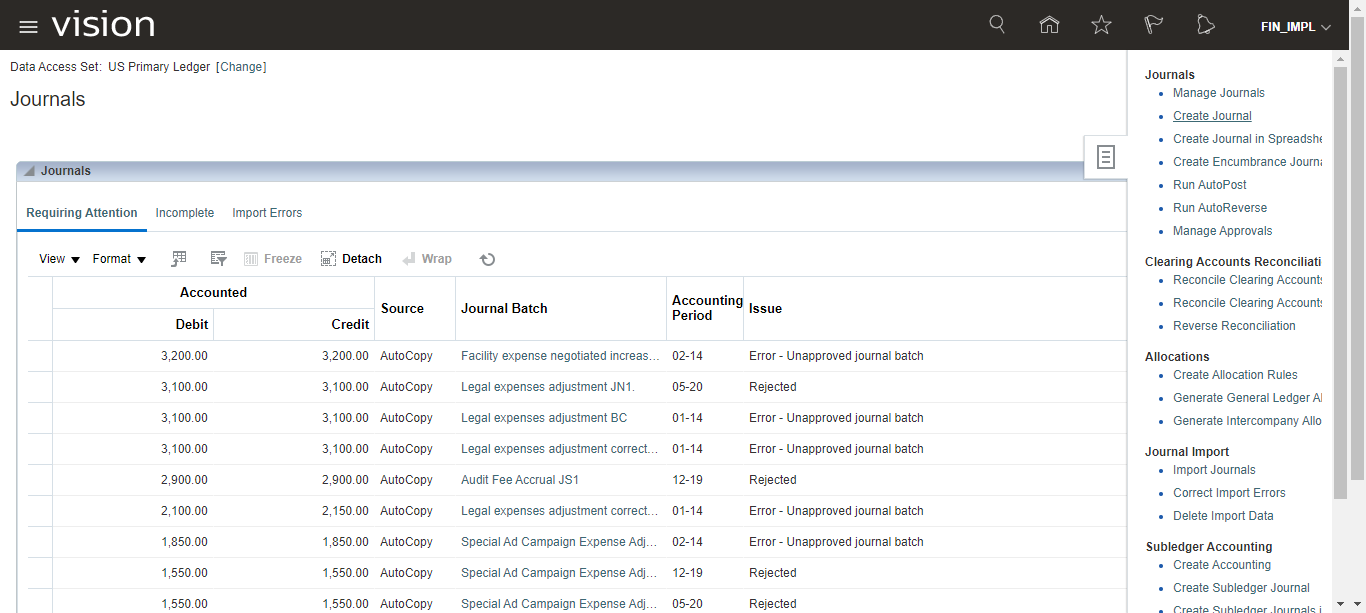 vision
FIN_IMPL
Data Access Set: US Primary Ledger [Change]
Journals
Journals
Requiring Attention Incomplete Import Errors
View Format Freeze Detach Wrap
Accounted
Debit Credit Source Journal Batch Accounting Period Issue
3,200.00 3,200.00 AutoCopy Facility expense negotiated increas... 02-14 Error - Unapproved journal batch
3,100.00 3,100.00 AutoCopy Legal expenses adjustment JN1. 05-20 Rejected
3,100.00 3,100.00 AutoCopy Legal expenses adjustment BC 01-14 Error - Unapproved journal batch
3,100.00 3,100.00 AutoCopy Legal expenses adjustment correct... 01-14 Error - Unapproved journal batch
2,900.00 2,900.00 AutoCopy Audit Fee Accrual JS1 12-19 Rejected
2,100.00 2,150.00 AutoCopy Legal expenses adjustment correct... 01-14 Error - Unapproved journal batch
1,850.00 1,850.00 AutoCopy Special Ad Campaign Expense Adj... 02-14 Error - Unapproved journal batch
1,550.00 1,550.00 AutoCopy Special Ad Campaign Expense Adj... 12-19 Rejected
1,550.00 1,550.00 AutoCopy Special Ad Campaign Expense Adj... 05-20 Rejected
Journals
Manage Journals
Create Journal
Create Journal in Spreadshe
Create Encumbrance Journa
Run AutoPost
Run AutoReverse
Manage Approvals
Clearing Accounts Reconciliati
Reconcile Clearing Accounts
Reconcile Clearing Accounts
Reverse Reconciliation
Allocations
Create Allocation Rules
Generate General Ledger Al
Generate Intercompany Allo
Journal Import
Import Journals
Correct Import Errors
Delete Import Data
Subledger Accounting
Create Accounting
Create Subledger Journal
Create Subledger Journals i